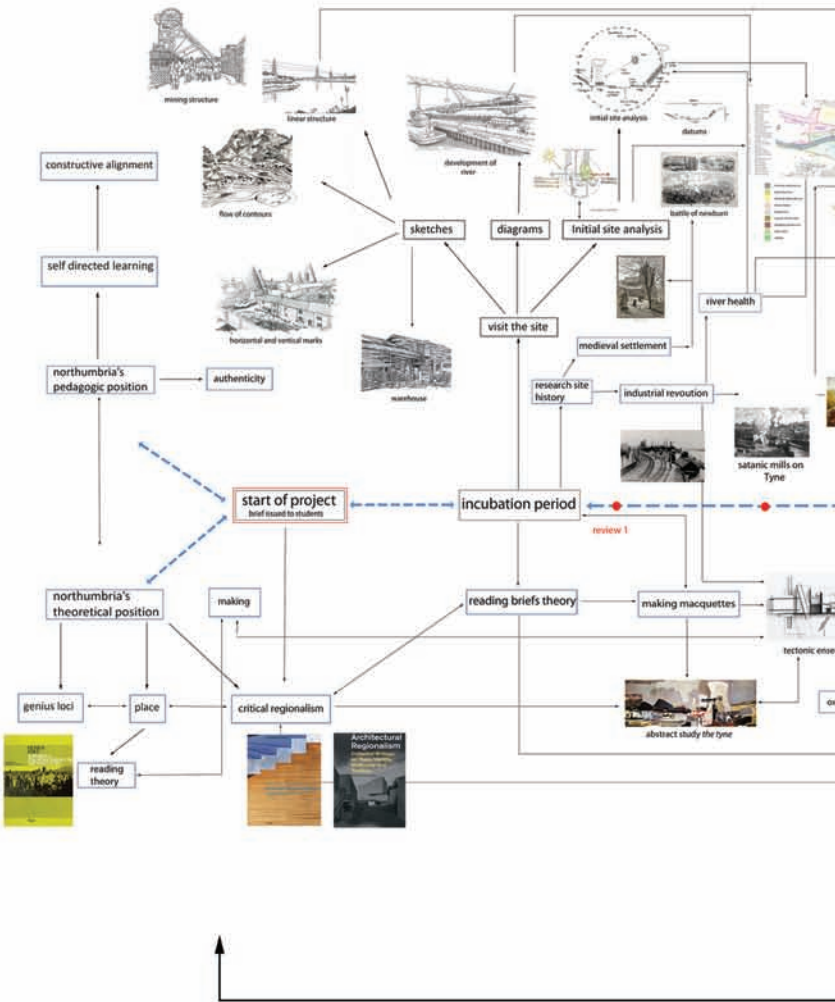 mining structure
linear structure
initial site analysis
datums
constructive alignment
development of
river
flow of contours
battle of newburn
sketches
diagrams
Initial site analysis
self directed learning
river health
visit the site
horizontal and vertical marks
medieval settlement
northumbria's
pedagogic position
authenticity
research site
history
industrial revoution
warehouse
satanic mills on
Tyne
start of project
brief issued to students
incubation period
review 1
northumbria's
theoretical position
making
reading briefs theory
making macquettes
tectonic ense
genius loci
place
critical regionalism
ox
abstract study the tyne
reading
theory
Architectural
Regionalism